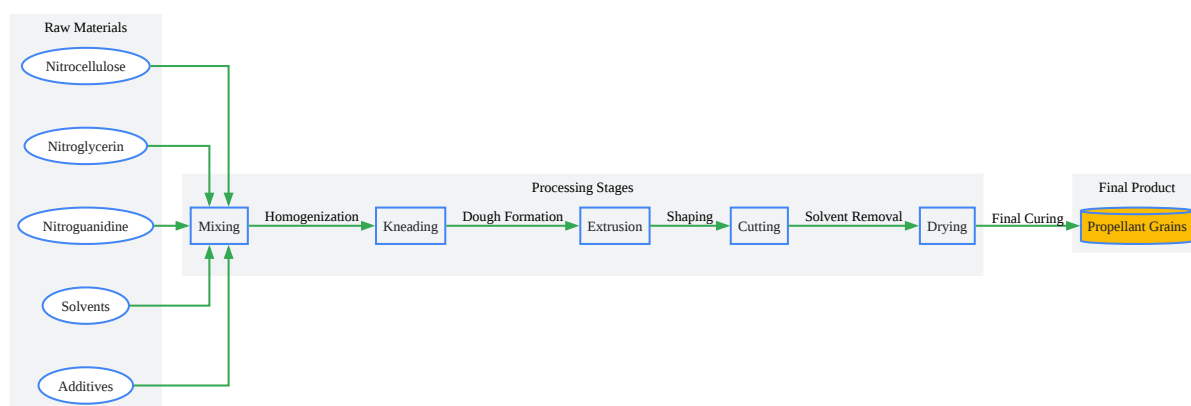 Raw Materials
Nitrocellulose
Nitroglycerin
Nitroguanidine
Solvents
Additives
Processing Stages
Mixing
Homogenization
Kneading
Dough Formation
Extrusion
Shaping
Cutting
Solvent Removal
Drying
Final Curing
Final Product
Propellant Grains